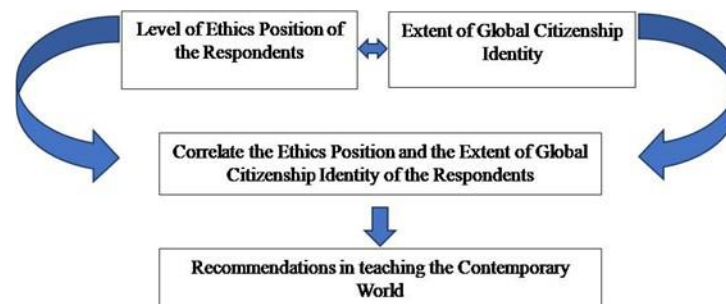 Level of Ethics Position of
the Respondents
Extent of Global Citizenship
Identity
Correlate the Ethics Position and the Extent of Global
Citizenship Identity of the Respondents
Recommendations in teaching the Contemporary
World